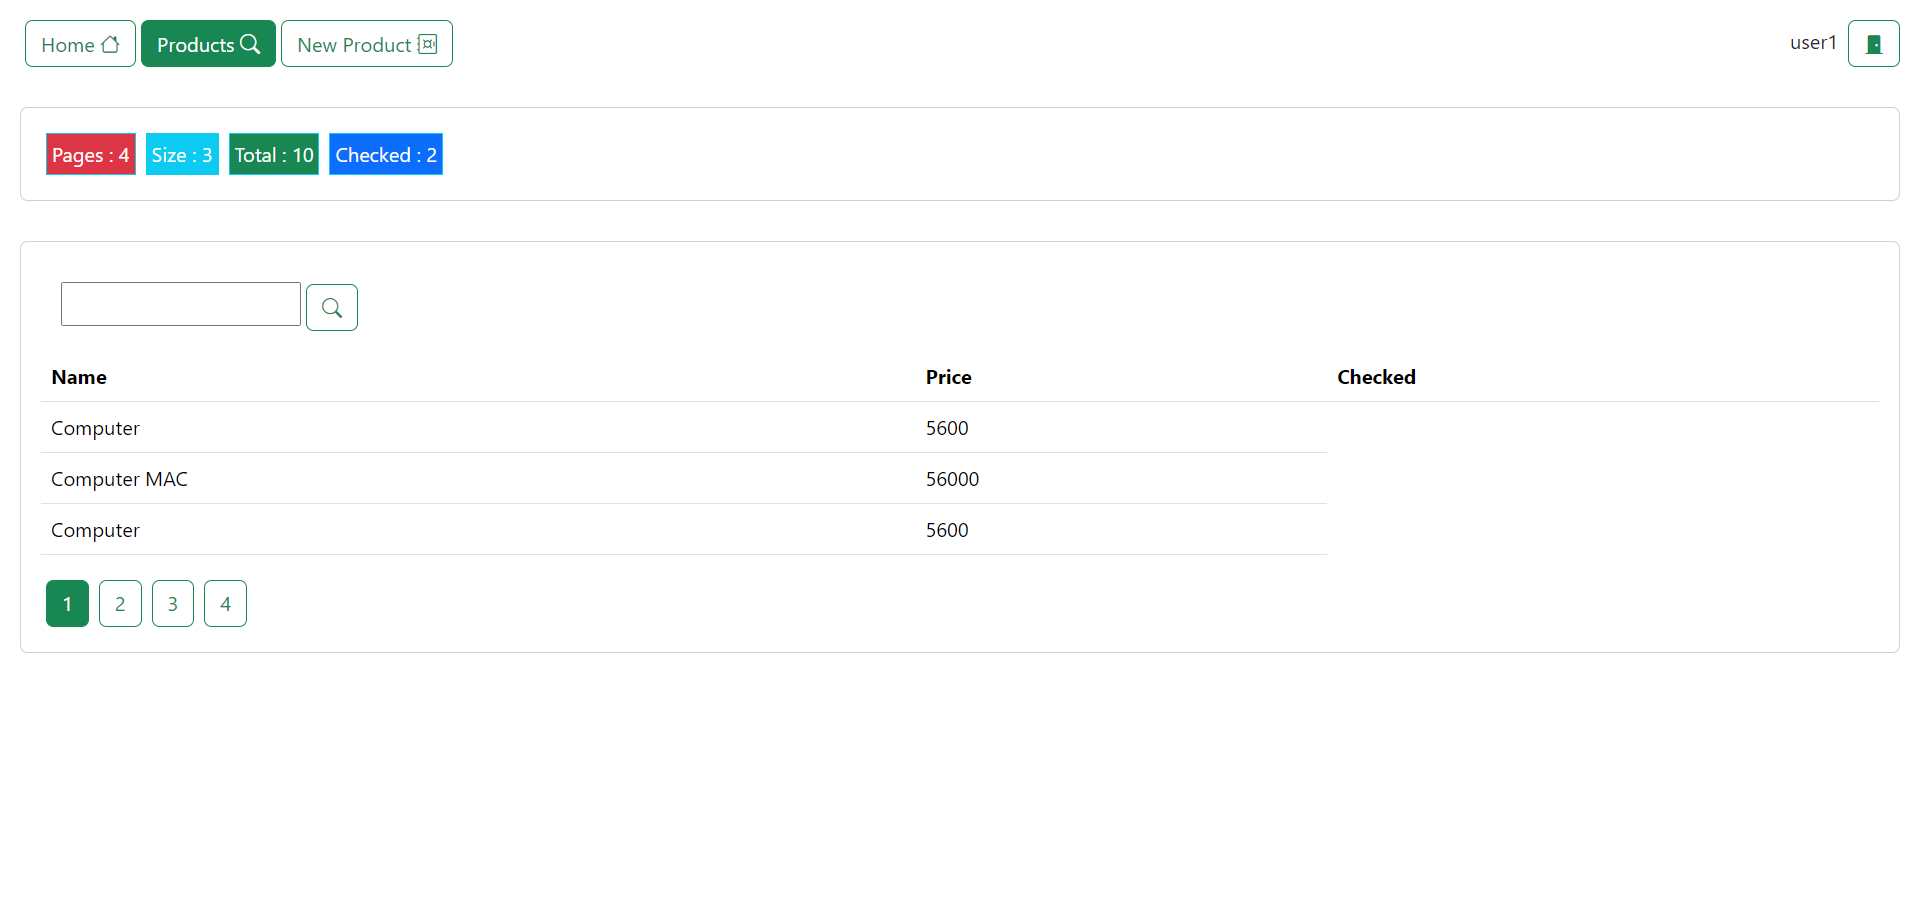 Home Products New Product user1
Pages : 4 Size : 3 Total : 10 Checked : 2
Name Price Checked
Computer 5600
Computer MAC 56000
Computer 5600
1 2 3 4